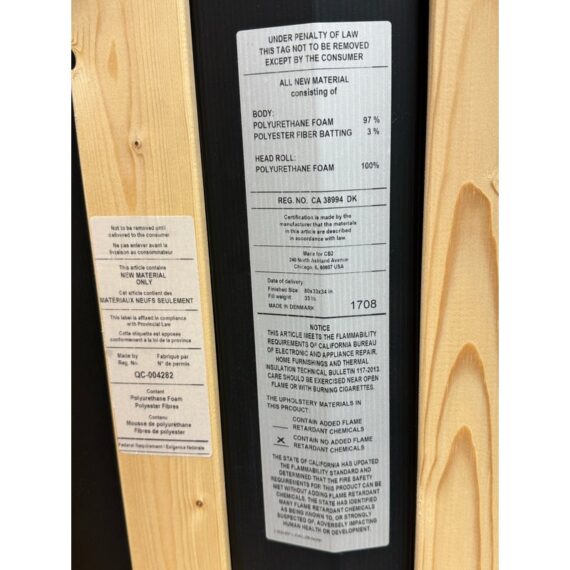 Not to be removed until
delivered to the consumer
Ne pas enlever avant la
livraison au consommateur
This article contains
NEW MATERIAL
ONLY
Cet article contient des
MATÉRIAUX NEUFS SEULEMENT
This label is affixed in compliance
with Provincial Law
Cette étiquette est apposée
conformément à la loi de la province
Made by Fabriqué par
Reg. No. N° de permis
QC-004282
Content
Polyurethane Foam
Polyester Fibres
Contenu
Mousse de polyuréthane
Fibres de polyester
Federal Requirement / Exigence fédérale
UNDER PENALTY OF LAW
THIS TAG NOT TO BE REMOVED
EXCEPT BY THE CONSUMER
ALL NEW MATERIAL
consisting of
BODY:
POLYURETHANE FOAM 97 %
POLYESTER FIBER BATTING 3 %
HEAD ROLL:
POLYURETHANE FOAM 100%
REG. NO. CA 38994 DK
Certification is made by the
manufacturer that the materials
in this article are described
in accordance with law.
Made for CB2
240 North Ashland Avenue
Chicago, IL 60607 USA
Date of delivery:
Finished Size: 80x33x34 in.
Fill weight: 33 lb.
MADE IN DENMARK 1708
NOTICE
THIS ARTICLE MEETS THE FLAMMABILITY
REQUIREMENTS OF CALIFORNIA BUREAU
OF ELECTRONIC AND APPLIANCE REPAIR,
HOME FURNISHINGS AND THERMAL
INSULATION TECHNICAL BULLETIN 117-2013.
CARE SHOULD BE EXERCISED NEAR OPEN
FLAME OR WITH BURNING CIGARETTES.
THE UPHOLSTERY MATERIALS IN
THIS PRODUCT:
CONTAIN ADDED FLAME
RETARDANT CHEMICALS
X CONTAIN NO ADDED FLAME
RETARDANT CHEMICALS
THE STATE OF CALIFORNIA HAS UPDATED
THE FLAMMABILITY STANDARD AND
DETERMINED THAT THE FIRE SAFETY
REQUIREMENTS FOR THIS PRODUCT CAN BE
MET WITHOUT ADDING FLAME RETARDANT
CHEMICALS. THE STATE HAS IDENTIFIED
MANY FLAME RETARDANT CHEMICALS
AS BEING KNOWN TO, OR STRONGLY
SUSPECTED OF, ADVERSELY IMPACTING
HUMAN HEALTH OR DEVELOPMENT.